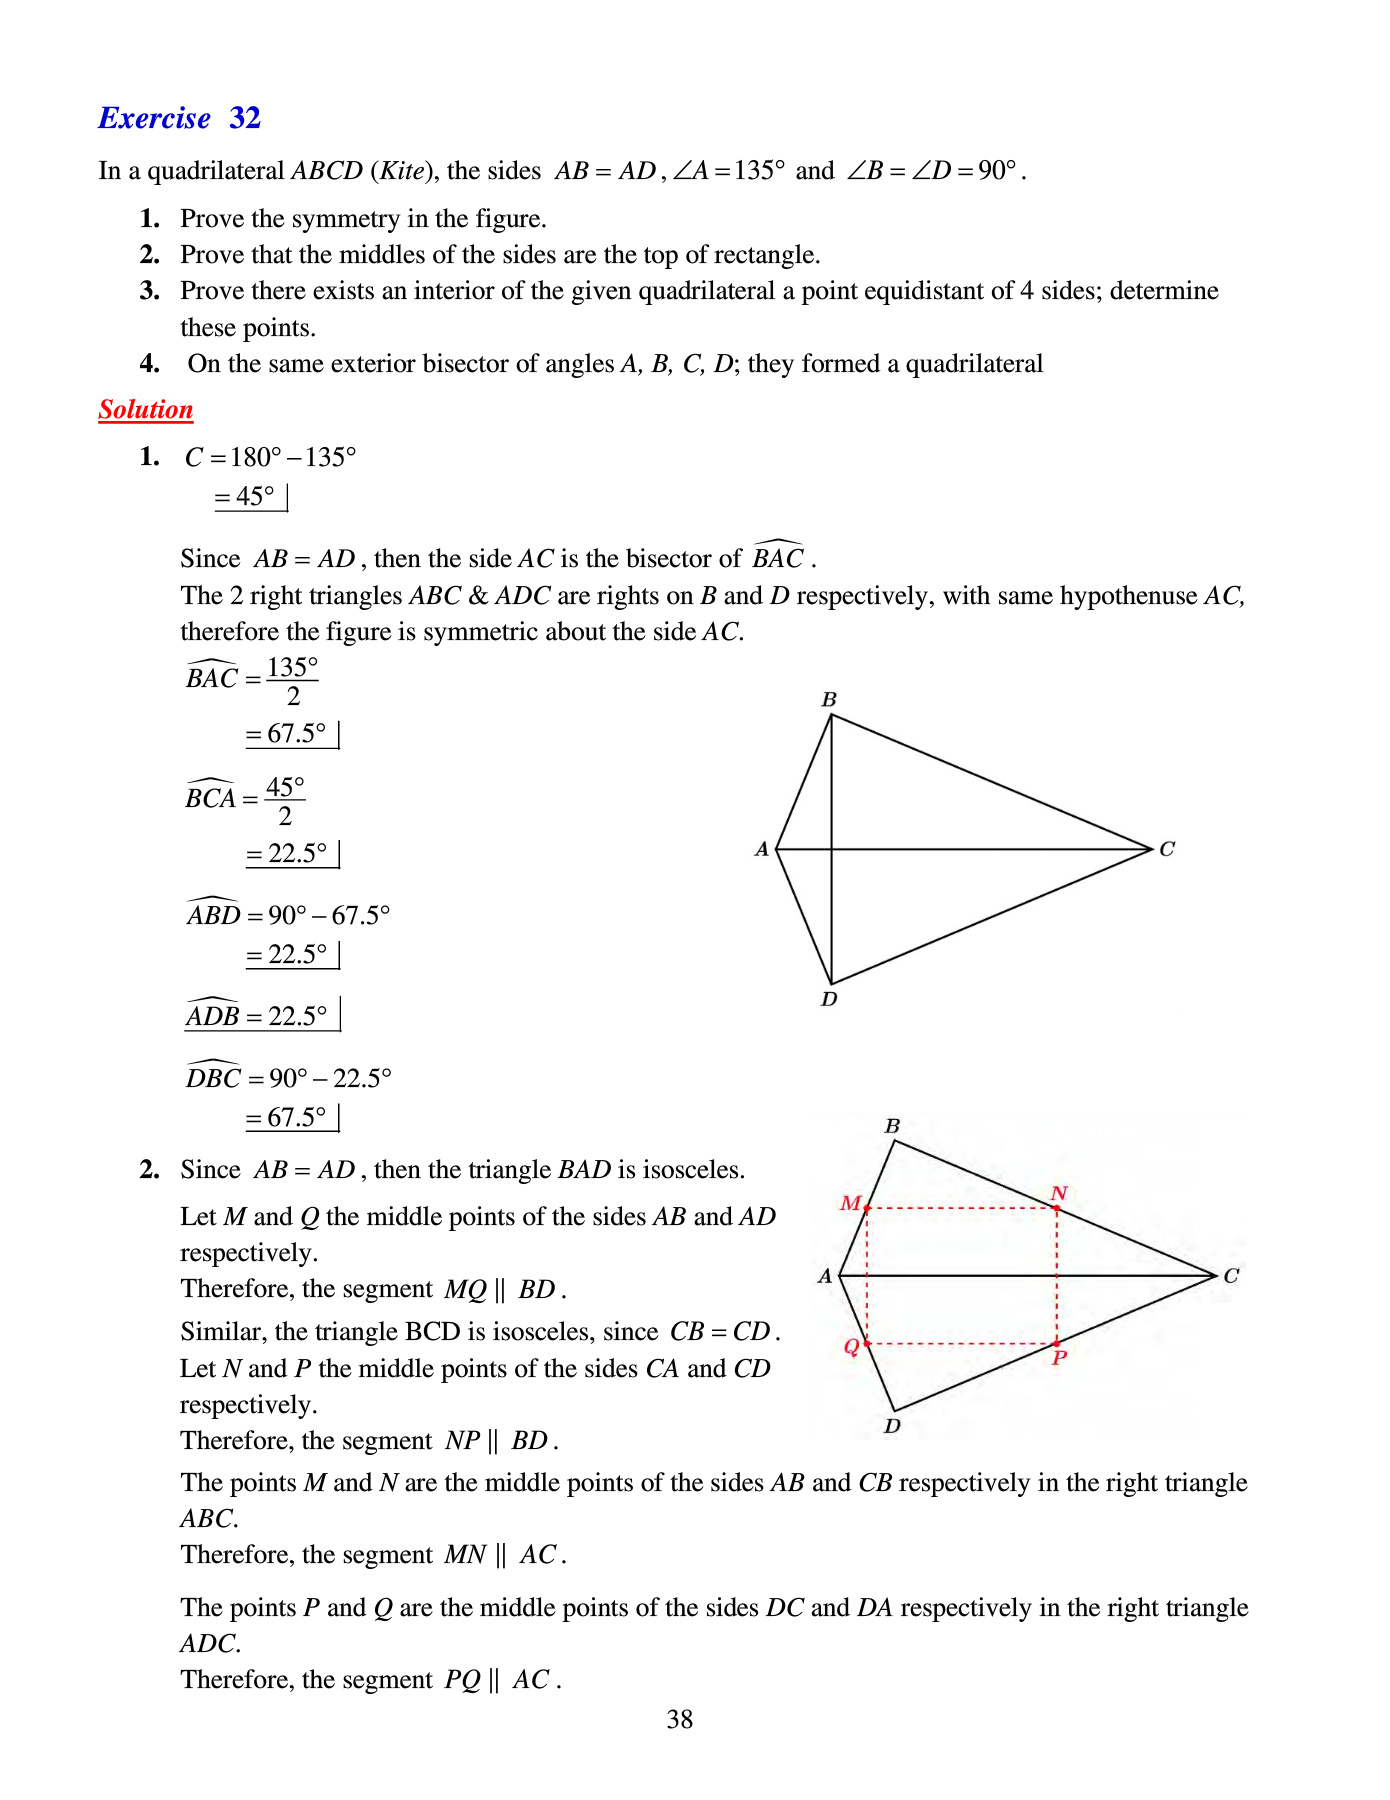 Exercise 32
In a quadrilateral ABCD (Kite), the sides AB = AD, ∠A = 135° and ∠B = ∠D = 90°.
1. Prove the symmetry in the figure.
2. Prove that the middles of the sides are the top of rectangle.
3. Prove there exists an interior of the given quadrilateral a point equidistant of 4 sides; determine
these points.
4. On the same exterior bisector of angles A, B, C, D; they formed a quadrilateral
Solution
1. C = 180° − 135°
= 45°
Since AB = AD, then the side AC is the bisector of \widehat{BAC}.
The 2 right triangles ABC & ADC are rights on B and D respectively, with same hypothenuse AC,
therefore the figure is symmetric about the side AC.
\widehat{BAC} = \frac{135°}{2}
= 67.5°
\widehat{BCA} = \frac{45°}{2}
= 22.5°
\widehat{ABD} = 90° − 67.5°
= 22.5°
\widehat{ADB} = 22.5°
\widehat{DBC} = 90° − 22.5°
= 67.5°
B
A
C
D
2. Since AB = AD, then the triangle BAD is isosceles.
Let M and Q the middle points of the sides AB and AD
respectively.
Therefore, the segment MQ || BD.
Similar, the triangle BCD is isosceles, since CB = CD.
Let N and P the middle points of the sides CA and CD
respectively.
Therefore, the segment NP || BD.
B
M
N
A
C
Q
P
D
The points M and N are the middle points of the sides AB and CB respectively in the right triangle
ABC.
Therefore, the segment MN || AC.
The points P and Q are the middle points of the sides DC and DA respectively in the right triangle
ADC.
Therefore, the segment PQ || AC.
38